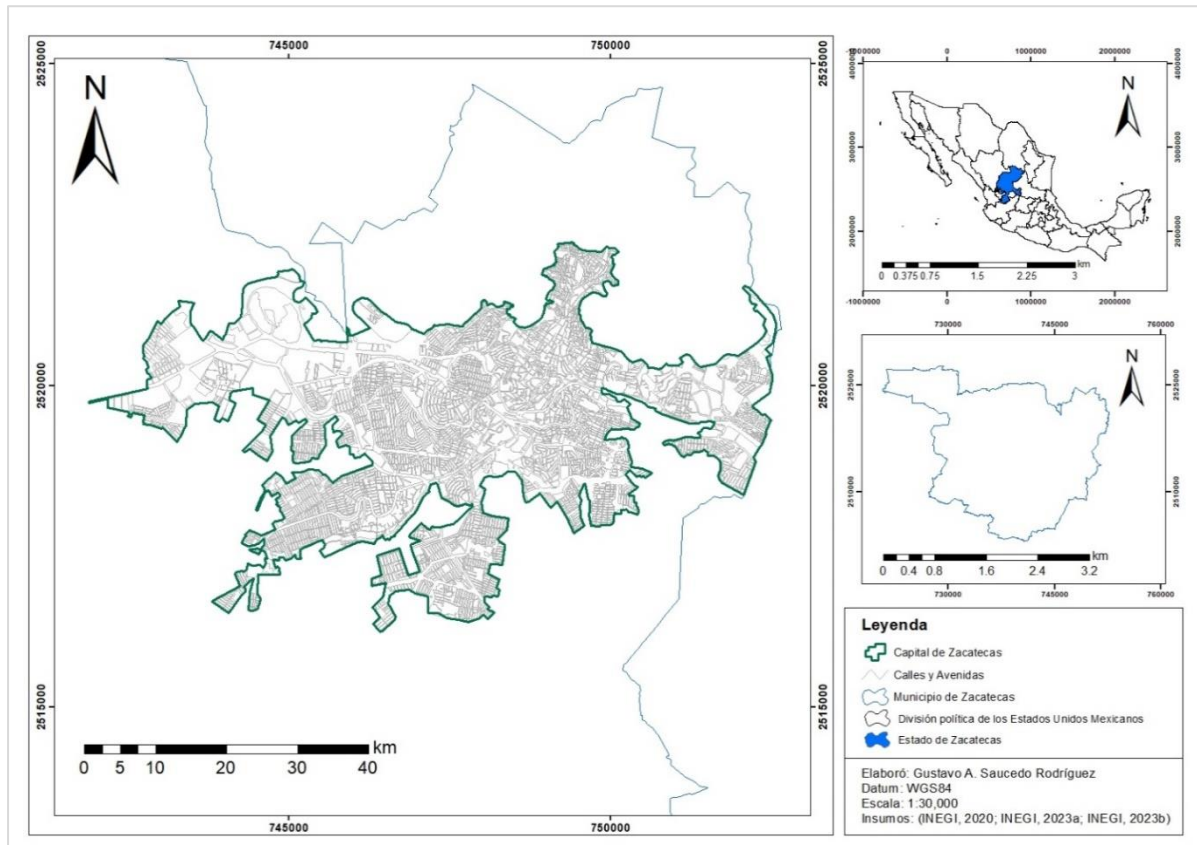 745000 750000
2525000 2525000
N
2520000 2520000
2515000 2515000
km
0 5 10 20 30 40
745000 750000
-1000000 0 1000000 2000000
4000000 4000000
N
3000000 3000000
2000000 2000000
km
0 0.375 0.75 1.5 2.25 3
-1000000 0 1000000 2000000
730000 745000 760000
N
2525000 2525000
2510000 2510000
km
0 0.4 0.8 1.6 2.4 3.2
730000 745000 760000
Leyenda
Capital de Zacatecas
Calles y Avenidas
Municipio de Zacatecas
División política de los Estados Unidos Mexicanos
Estado de Zacatecas
Elaboró: Gustavo A. Saucedo Rodríguez
Datum: WGS84
Escala: 1:30,000
Insumos: (INEGI, 2020; INEGI, 2023a; INEGI, 2023b)